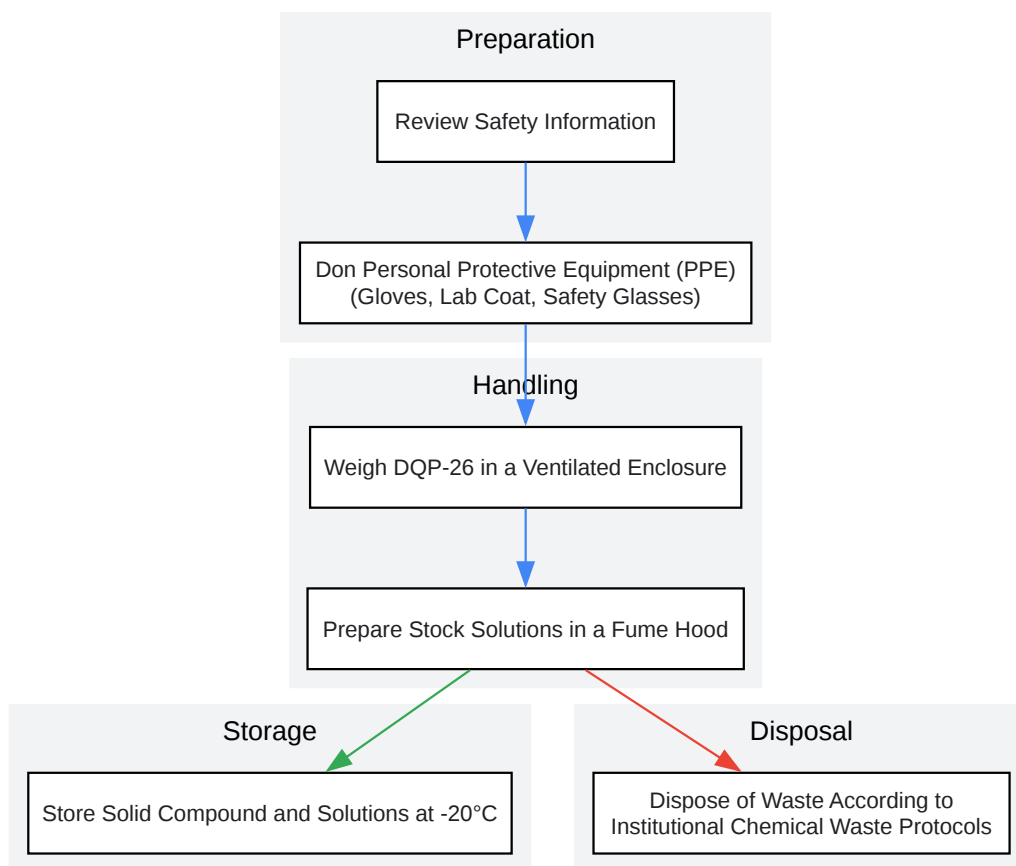 Preparation
Review Safety Information
Don Personal Protective Equipment (PPE)
(Gloves, Lab Coat, Safety Glasses)
Handling
Weigh DQP-26 in a Ventilated Enclosure
Prepare Stock Solutions in a Fume Hood
Storage
Store Solid Compound and Solutions at -20°C
Disposal
Dispose of Waste According to
Institutional Chemical Waste Protocols